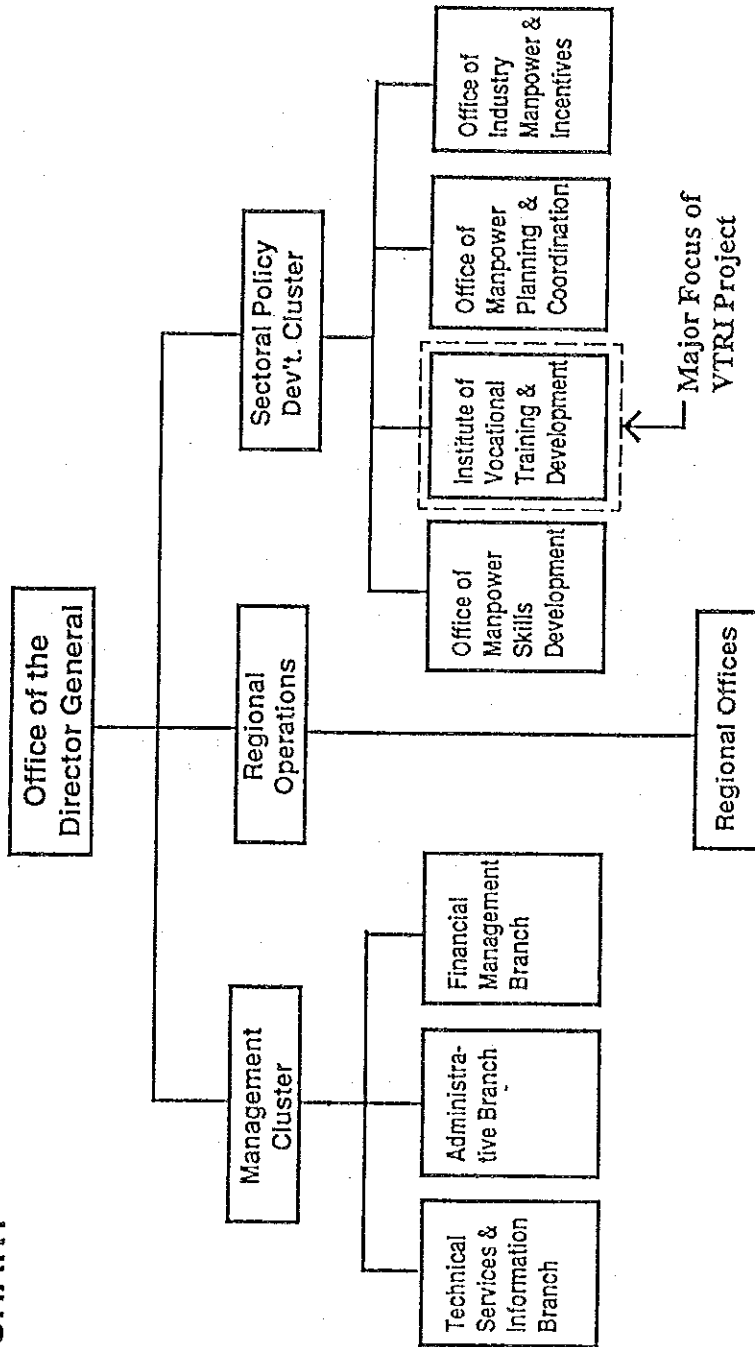 Office of the
Director General
Management
Cluster
Regional
Operations
Sectoral Policy
Dev't. Cluster
Technical
Services &
Information
Branch
Administra-
tive Branch
Financial
Management
Branch
Office of
Manpower
Skills
Development
Institute of
Vocational
Training &
Development
Office of
Manpower
Planning &
Coordination
Office of
Industry
Manpower &
Incentives
Major Focus of
VTRI Project
Regional Offices